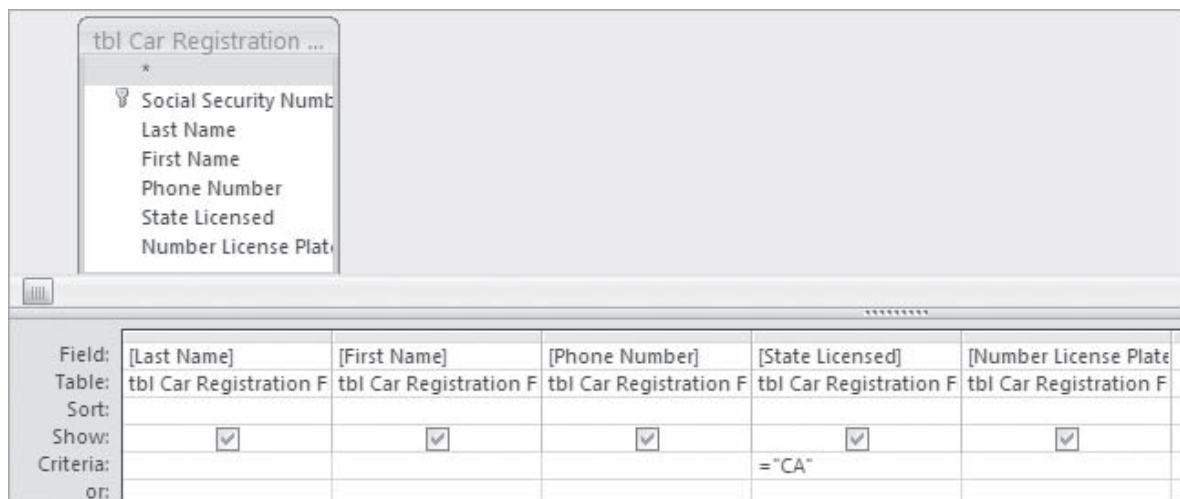 tbl Car Registration ...
*
Social Security Numb
Last Name
First Name
Phone Number
State Licensed
Number License Plat
Field: [Last Name] [First Name] [Phone Number] [State Licensed] [Number License Plate
Table: tbl Car Registration F tbl Car Registration F tbl Car Registration F tbl Car Registration F tbl Car Registration F
Sort:
Show:
Criteria: ="CA"
or: